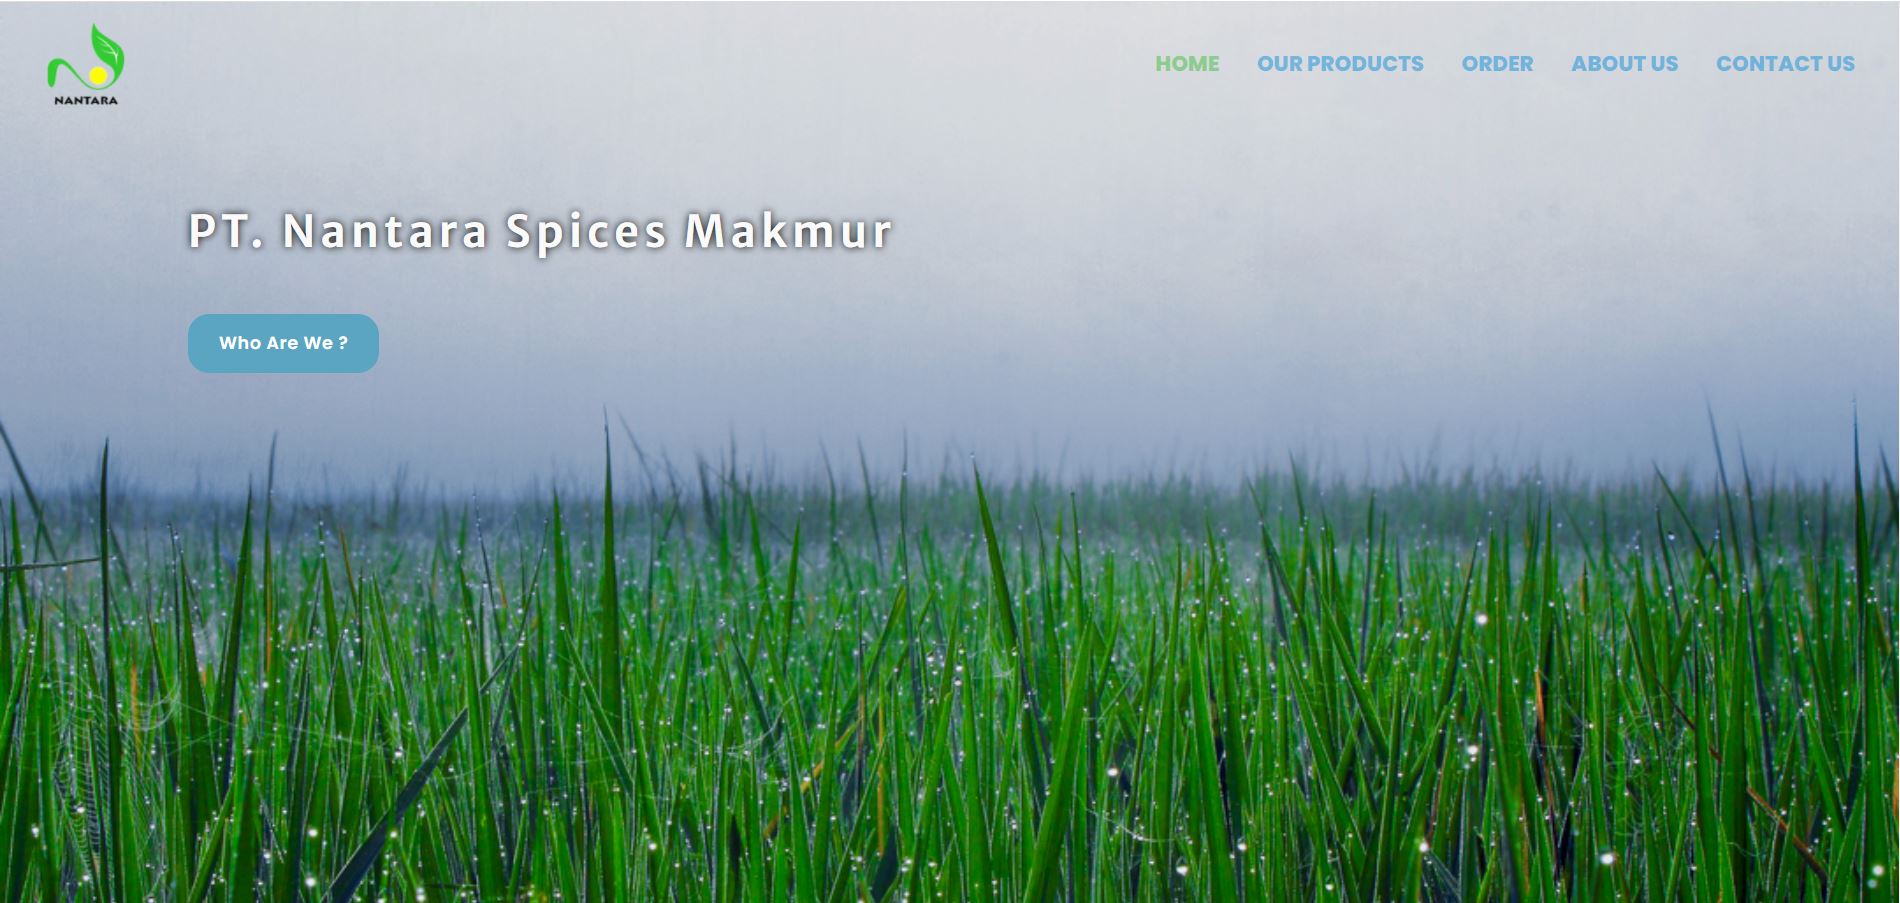 NANTARA
HOME OUR PRODUCTS ORDER ABOUT US CONTACT US
PT. Nantara Spices Makmur
Who Are We ?